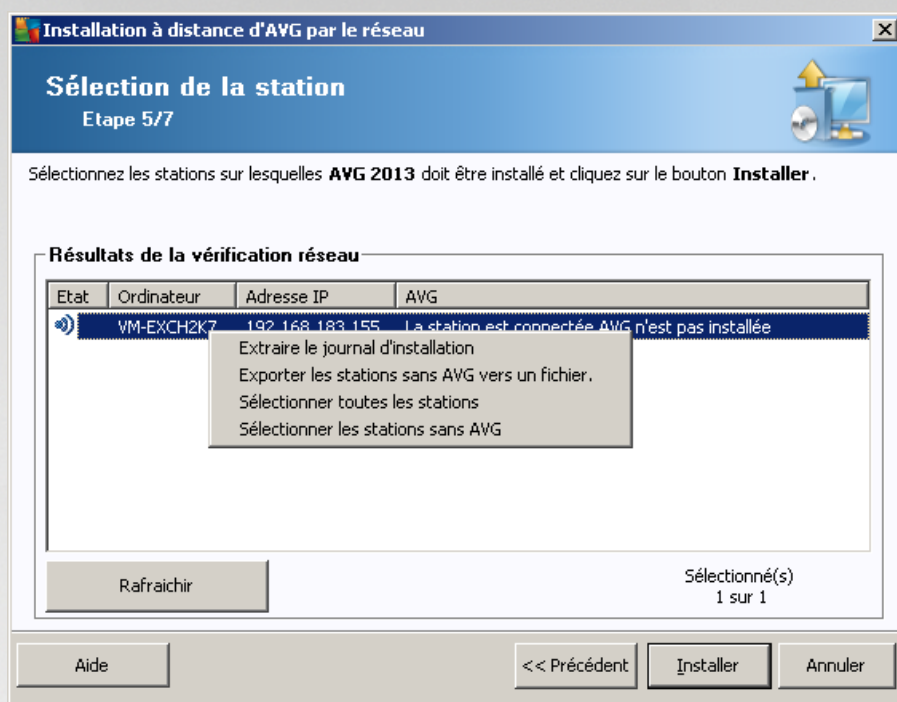 Installation à distance d'AVG par le réseau
Sélection de la station
Etape 5/7
Sélectionnez les stations sur lesquelles AVG 2013 doit être installé et cliquez sur le bouton Installer.
Résultats de la vérification réseau
Etat Ordinateur Adresse IP AVG
VM-EXCH2K7 192.168.183.155 La station est connectée AVG n'est pas installée
Extraire le journal d'installation
Exporter les stations sans AVG vers un fichier.
Sélectionner toutes les stations
Sélectionner les stations sans AVG
Rafraichir
Sélectionné(s)
1 sur 1
Aide << Précédent Installer Annuler